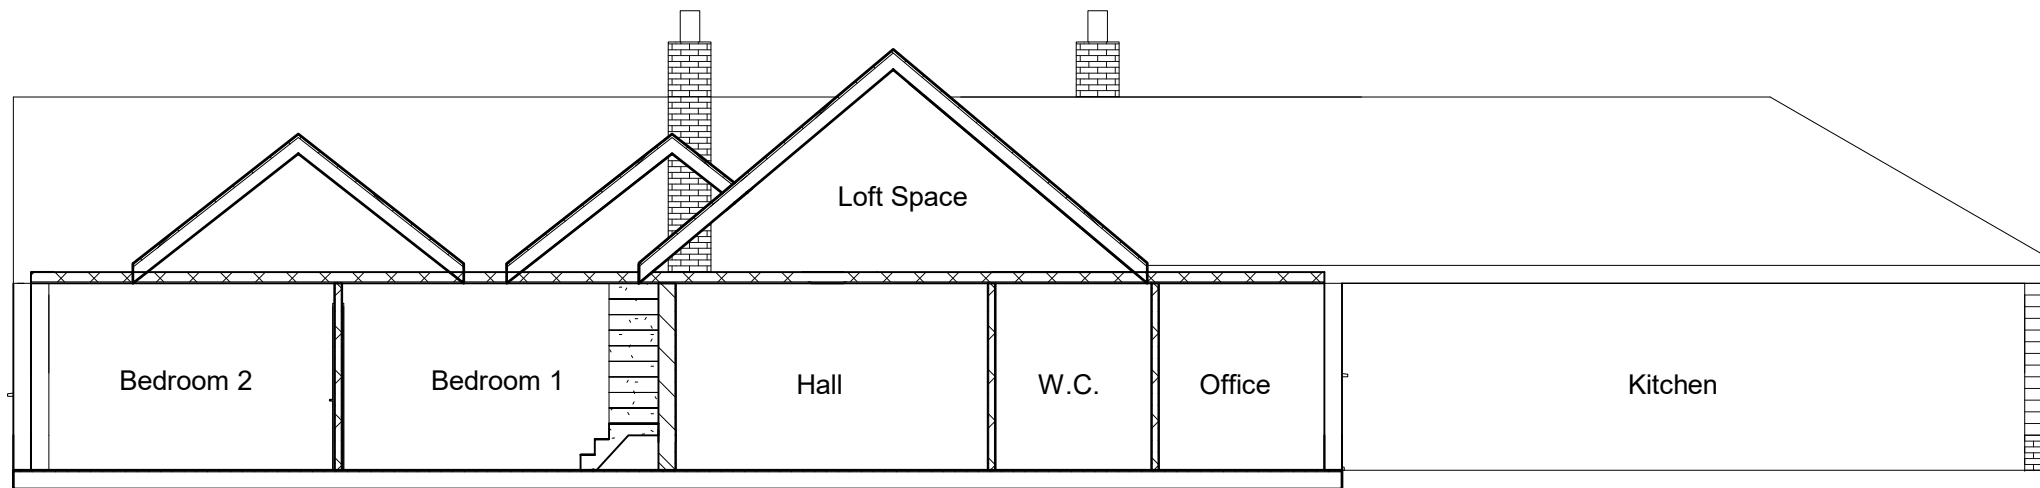 Loft Space
Bedroom 2
Bedroom 1
Hall
W.C.
Office
Kitchen